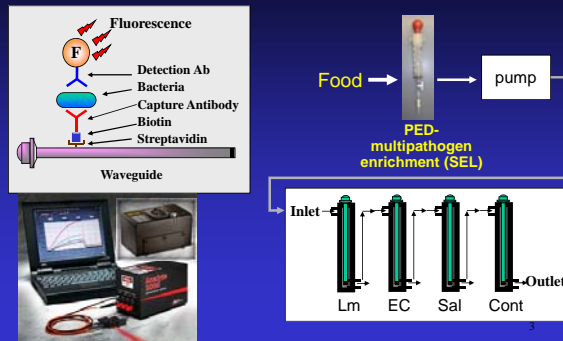 Fluorescence
F
Detection Ab
Bacteria
Capture Antibody
Biotin
Streptavidin
Waveguide
Food
pump
PED-
multipathogen
enrichment (SEL)
Inlet
Outlet
Lm EC Sal Cont
3